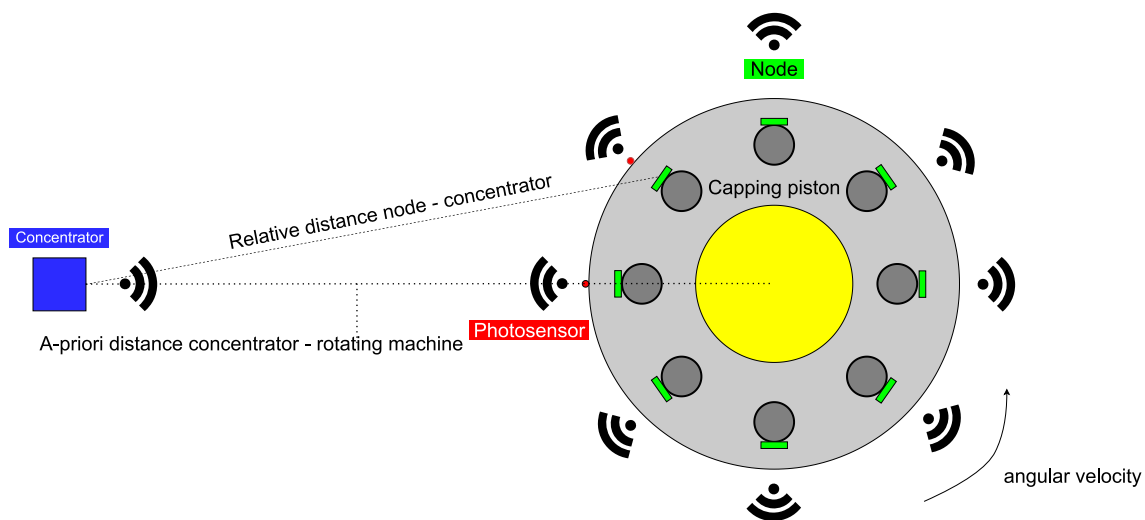 Node
Capping piston
Relative distance node - concentrator
Concentrator
Photosensor
A-priori distance concentrator - rotating machine
angular velocity